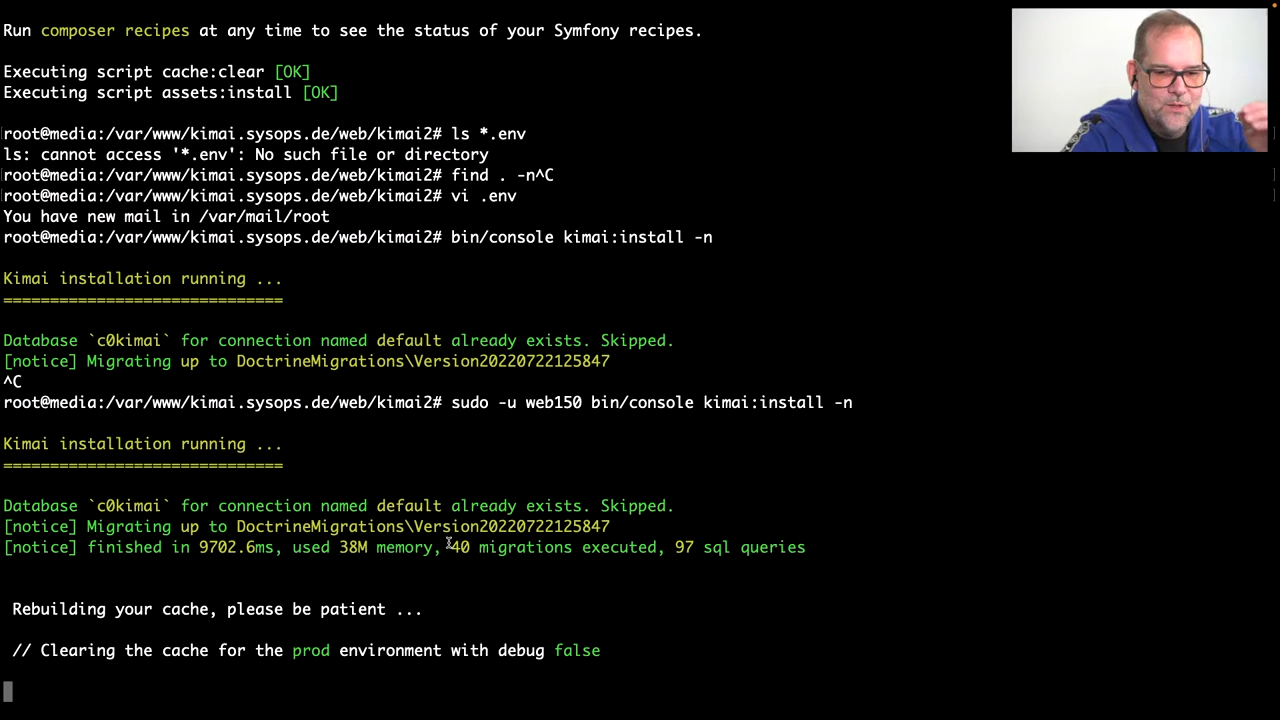 Run composer recipes at any time to see the status of your Symfony recipes.
Executing script cache:clear [OK]
Executing script assets:install [OK]
root@media:/var/www/kimai.sysops.de/web/kimai2# ls *.env
ls: cannot access '*.env': No such file or directory
root@media:/var/www/kimai.sysops.de/web/kimai2# find . -n^C
root@media:/var/www/kimai.sysops.de/web/kimai2# vi .env
You have new mail in /var/mail/root
root@media:/var/www/kimai.sysops.de/web/kimai2# bin/console kimai:install -n
Kimai installation running ...
==============================
Database `c0kimai` for connection named default already exists. Skipped.
[notice] Migrating up to DoctrineMigrations\Version20220722125847
^C
root@media:/var/www/kimai.sysops.de/web/kimai2# sudo -u web150 bin/console kimai:install -n
Kimai installation running ...
==============================
Database `c0kimai` for connection named default already exists. Skipped.
[notice] Migrating up to DoctrineMigrations\Version20220722125847
[notice] finished in 9702.6ms, used 38M memory, 40 migrations executed, 97 sql queries
Rebuilding your cache, please be patient ...
// Clearing the cache for the prod environment with debug false